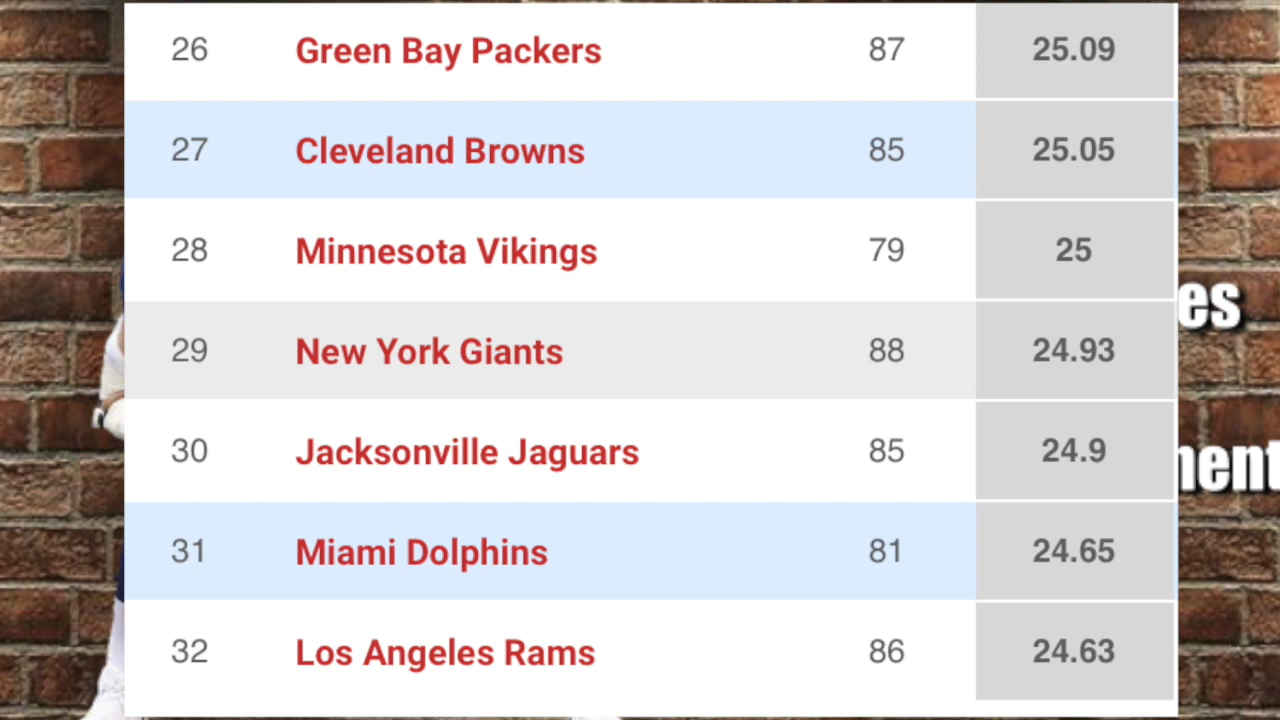 26 Green Bay Packers 87 25.09
27 Cleveland Browns 85 25.05
28 Minnesota Vikings 79 25
es
29 New York Giants 88 24.93
30 Jacksonville Jaguars 85 24.9
ent
31 Miami Dolphins 81 24.65
32 Los Angeles Rams 86 24.63